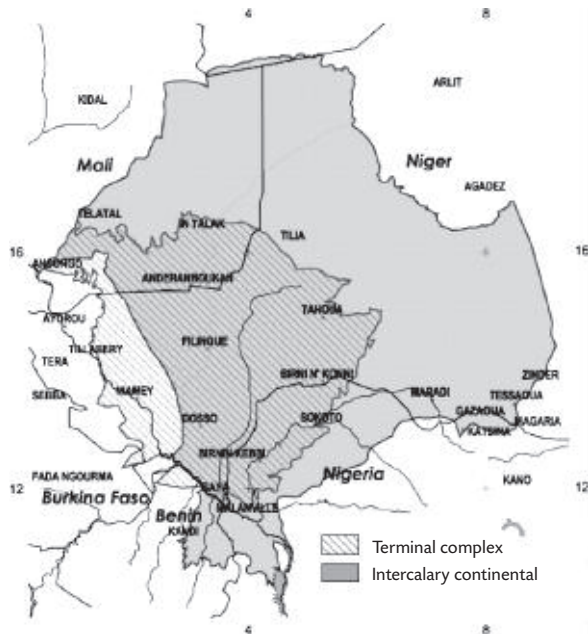 4 8
ARLIT
KIDAL
Mali
Niger
AGADEZ
TELATAL
IN TALAK
TILIA
16 16
ANSONGO
ANDERANBOUKAN
TAHOUA
AYOROU
TILLABERY
FILINGUE
TERA
BIRNI N' KONNI
ZINDER
SEBBA
NIAMEY
MARADI
TESSAOUA
DOSSO
SOKOTO
GAZAOUA
MAGARIA
KATSINA
BIRNIN-KEBBI
FADA NGOURMA
Nigeria
KANO
12 12
GAYA
Burkina Faso
MALANVILLE
Benin
KANDI
Terminal complex
Intercalary continental
4 8